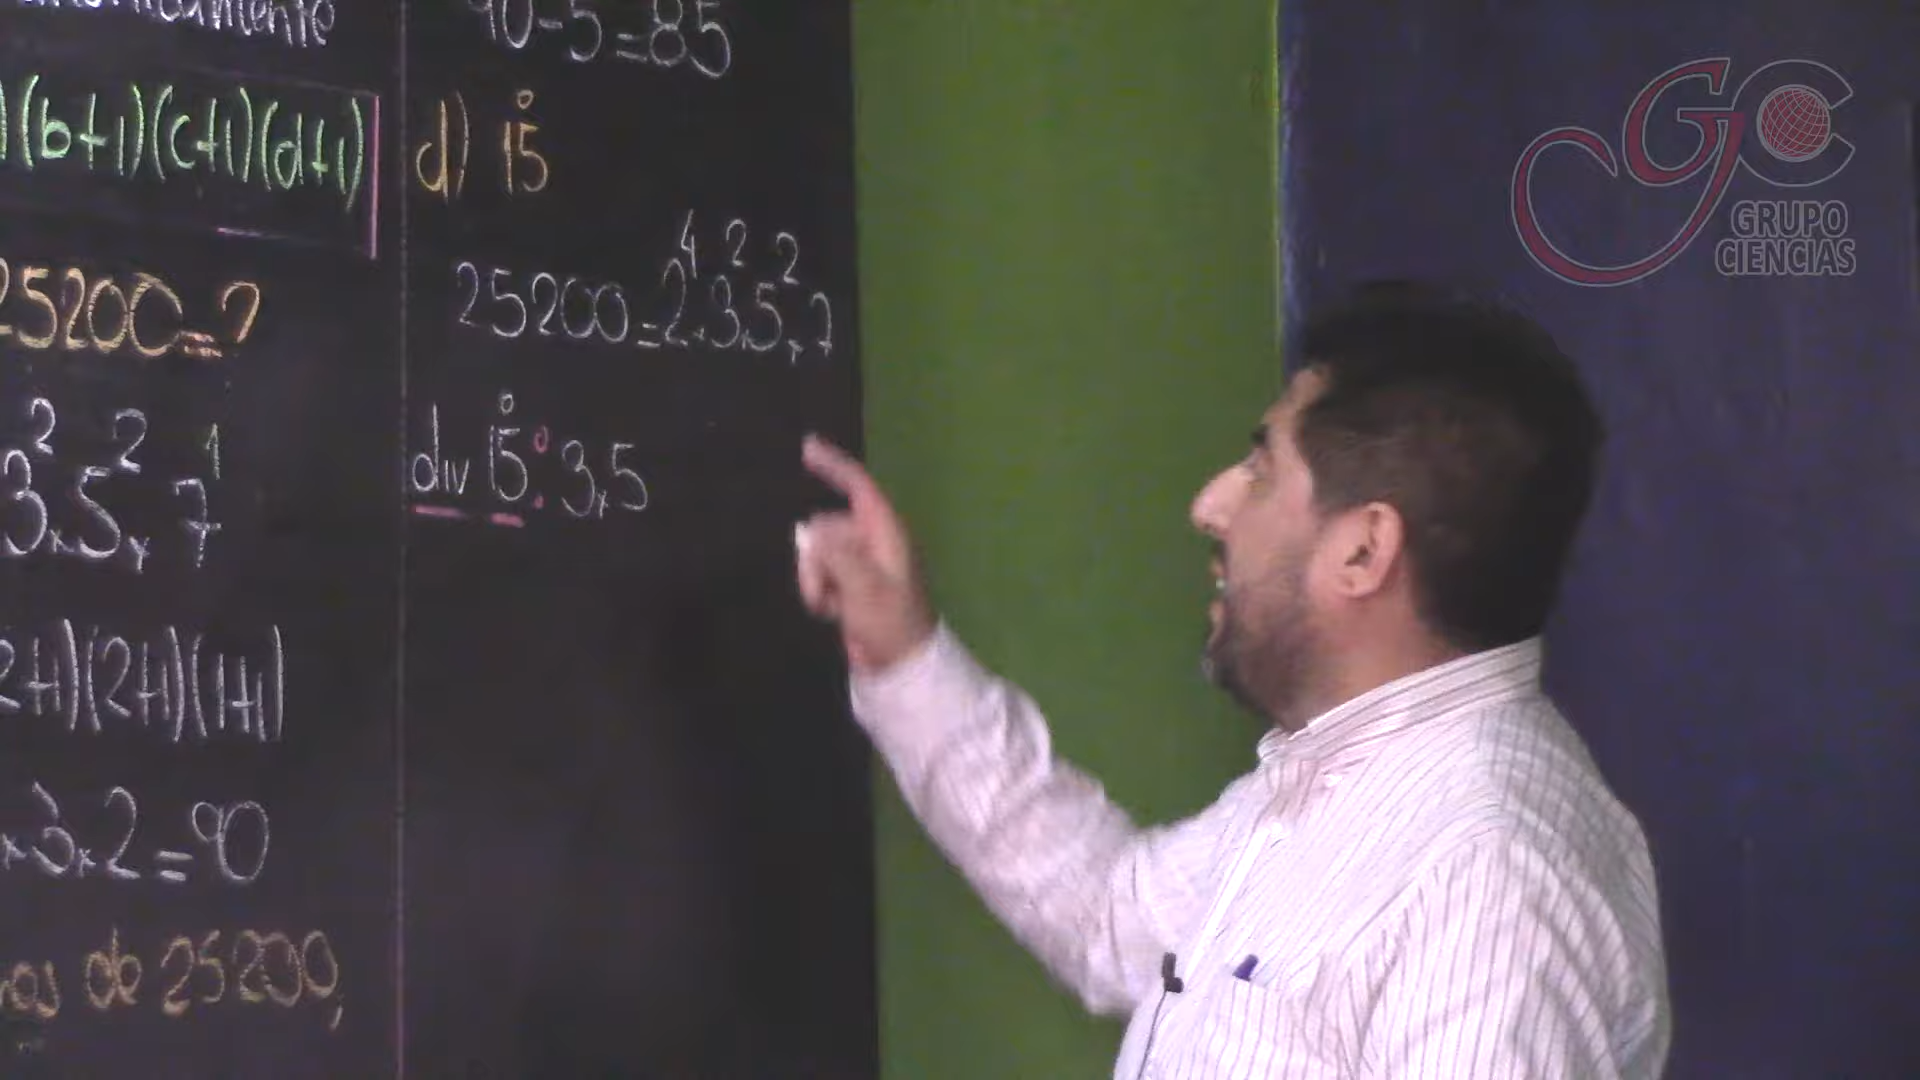 )(b+1)(c+1)(d+1)
25200=?
3²×5²×7¹
2+1)(2+1)(1+1)
×3×2=90
de 25200,
90-5=85
d) 15°
25200=2⁴×3²×5²×7
div 15°: 3×5
GC
GRUPO
CIENCIAS